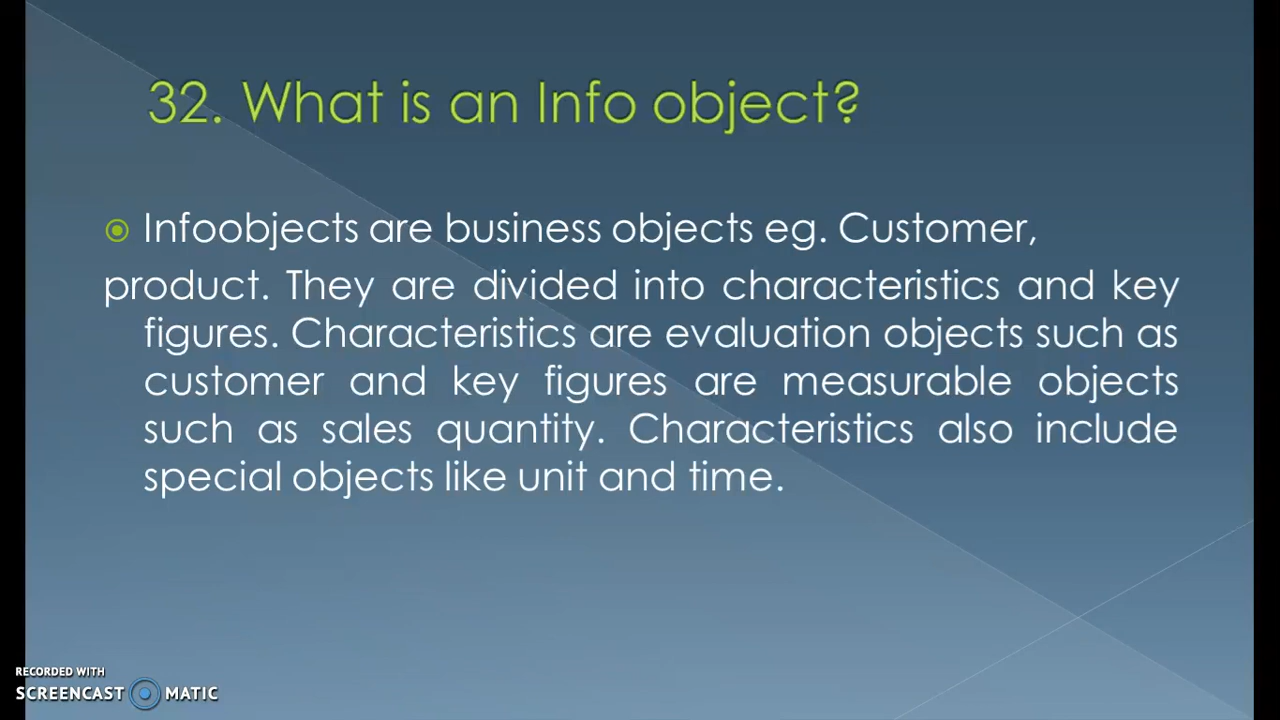 32. What is an Info object?
Infoobjects are business objects eg. Customer,
product. They are divided into characteristics and key
figures. Characteristics are evaluation objects such as
customer and key figures are measurable objects
such as sales quantity. Characteristics also include
special objects like unit and time.
RECORDED WITH
SCREENCAST MATIC